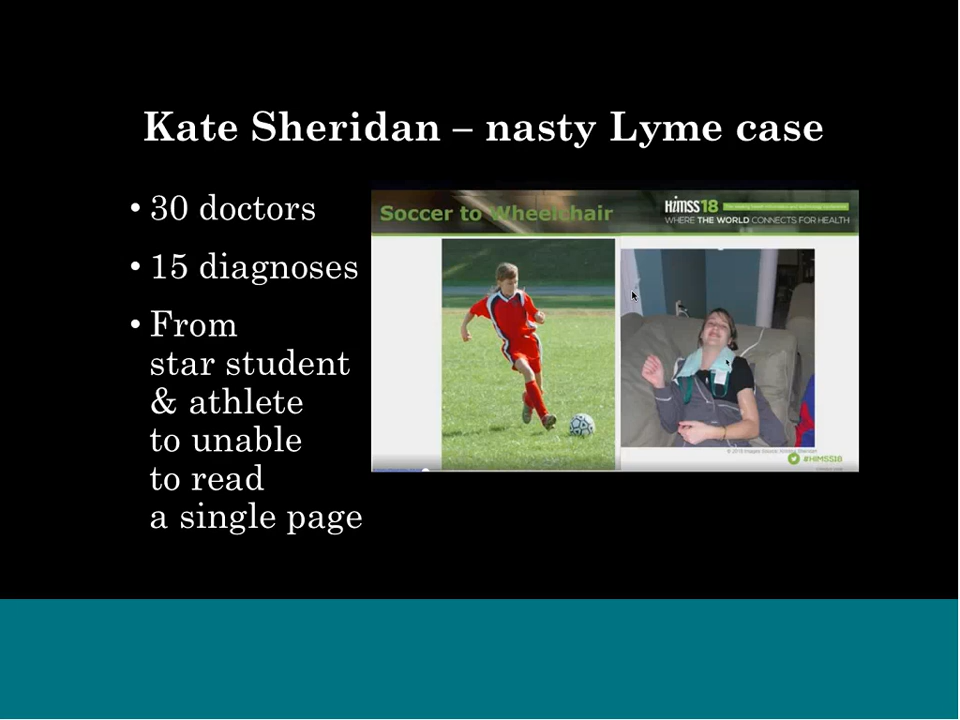 Kate Sheridan – nasty Lyme case
• 30 doctors
• 15 diagnoses
• From
star student
& athlete
to unable
to read
a single page
Soccer to Wheelchair
HIMSS18
WHERE THE WORLD CONNECTS FOR HEALTH
#HIMSS18